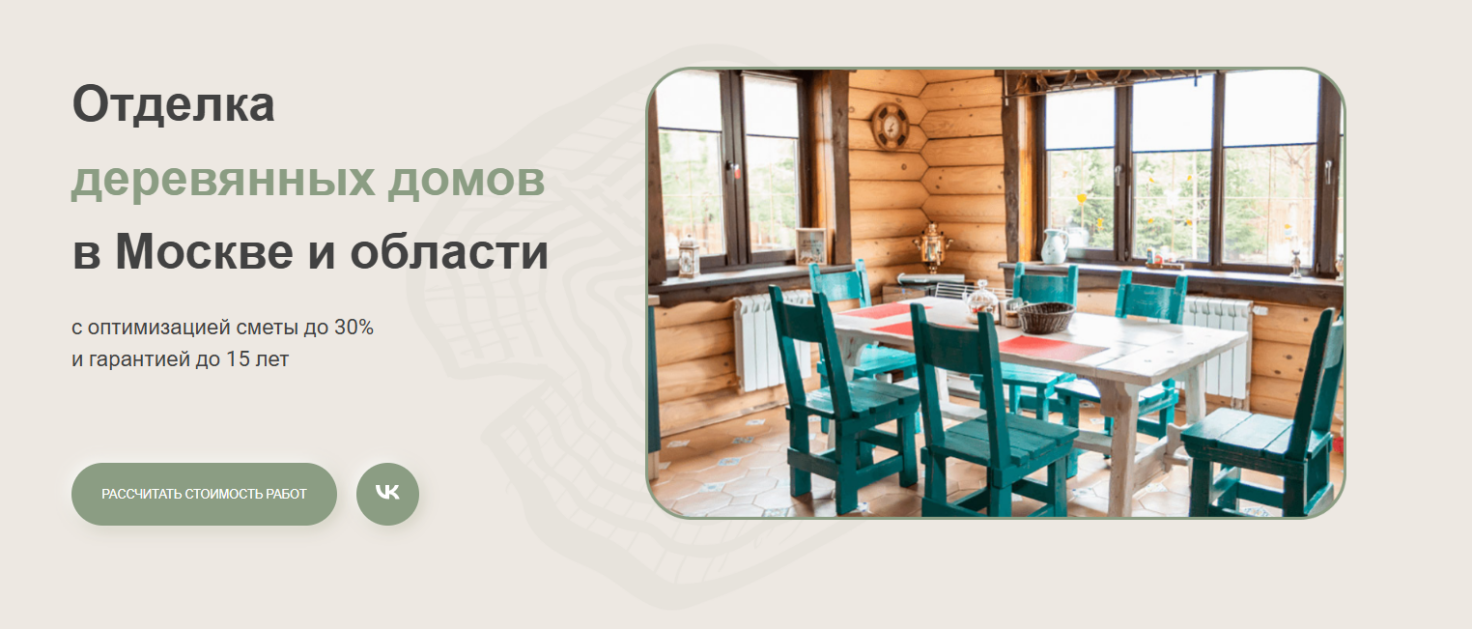 Отделка
деревянных домов
в Москве и области
с оптимизацией сметы до 30%
и гарантией до 15 лет
РАССЧИТАТЬ СТОИМОСТЬ РАБОТ